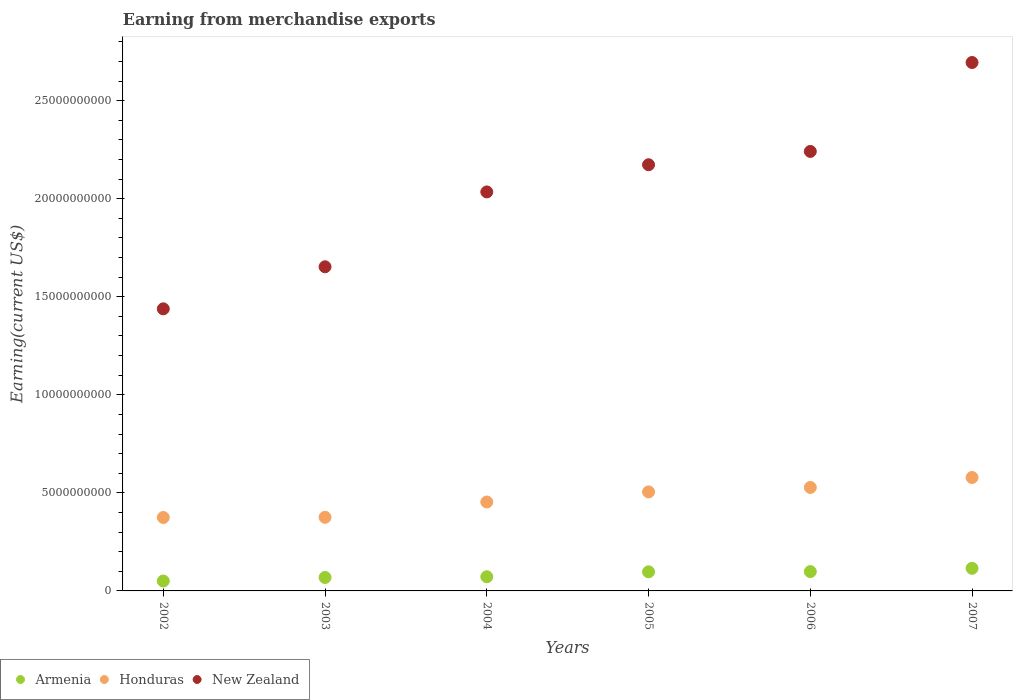 Earning from merchandise exports
Earning(current US$)
25000000000
20000000000
15000000000
10000000000
5000000000
0
2002
2003
2004
2005
2006
2007
Years
Armenia
Honduras
New Zealand